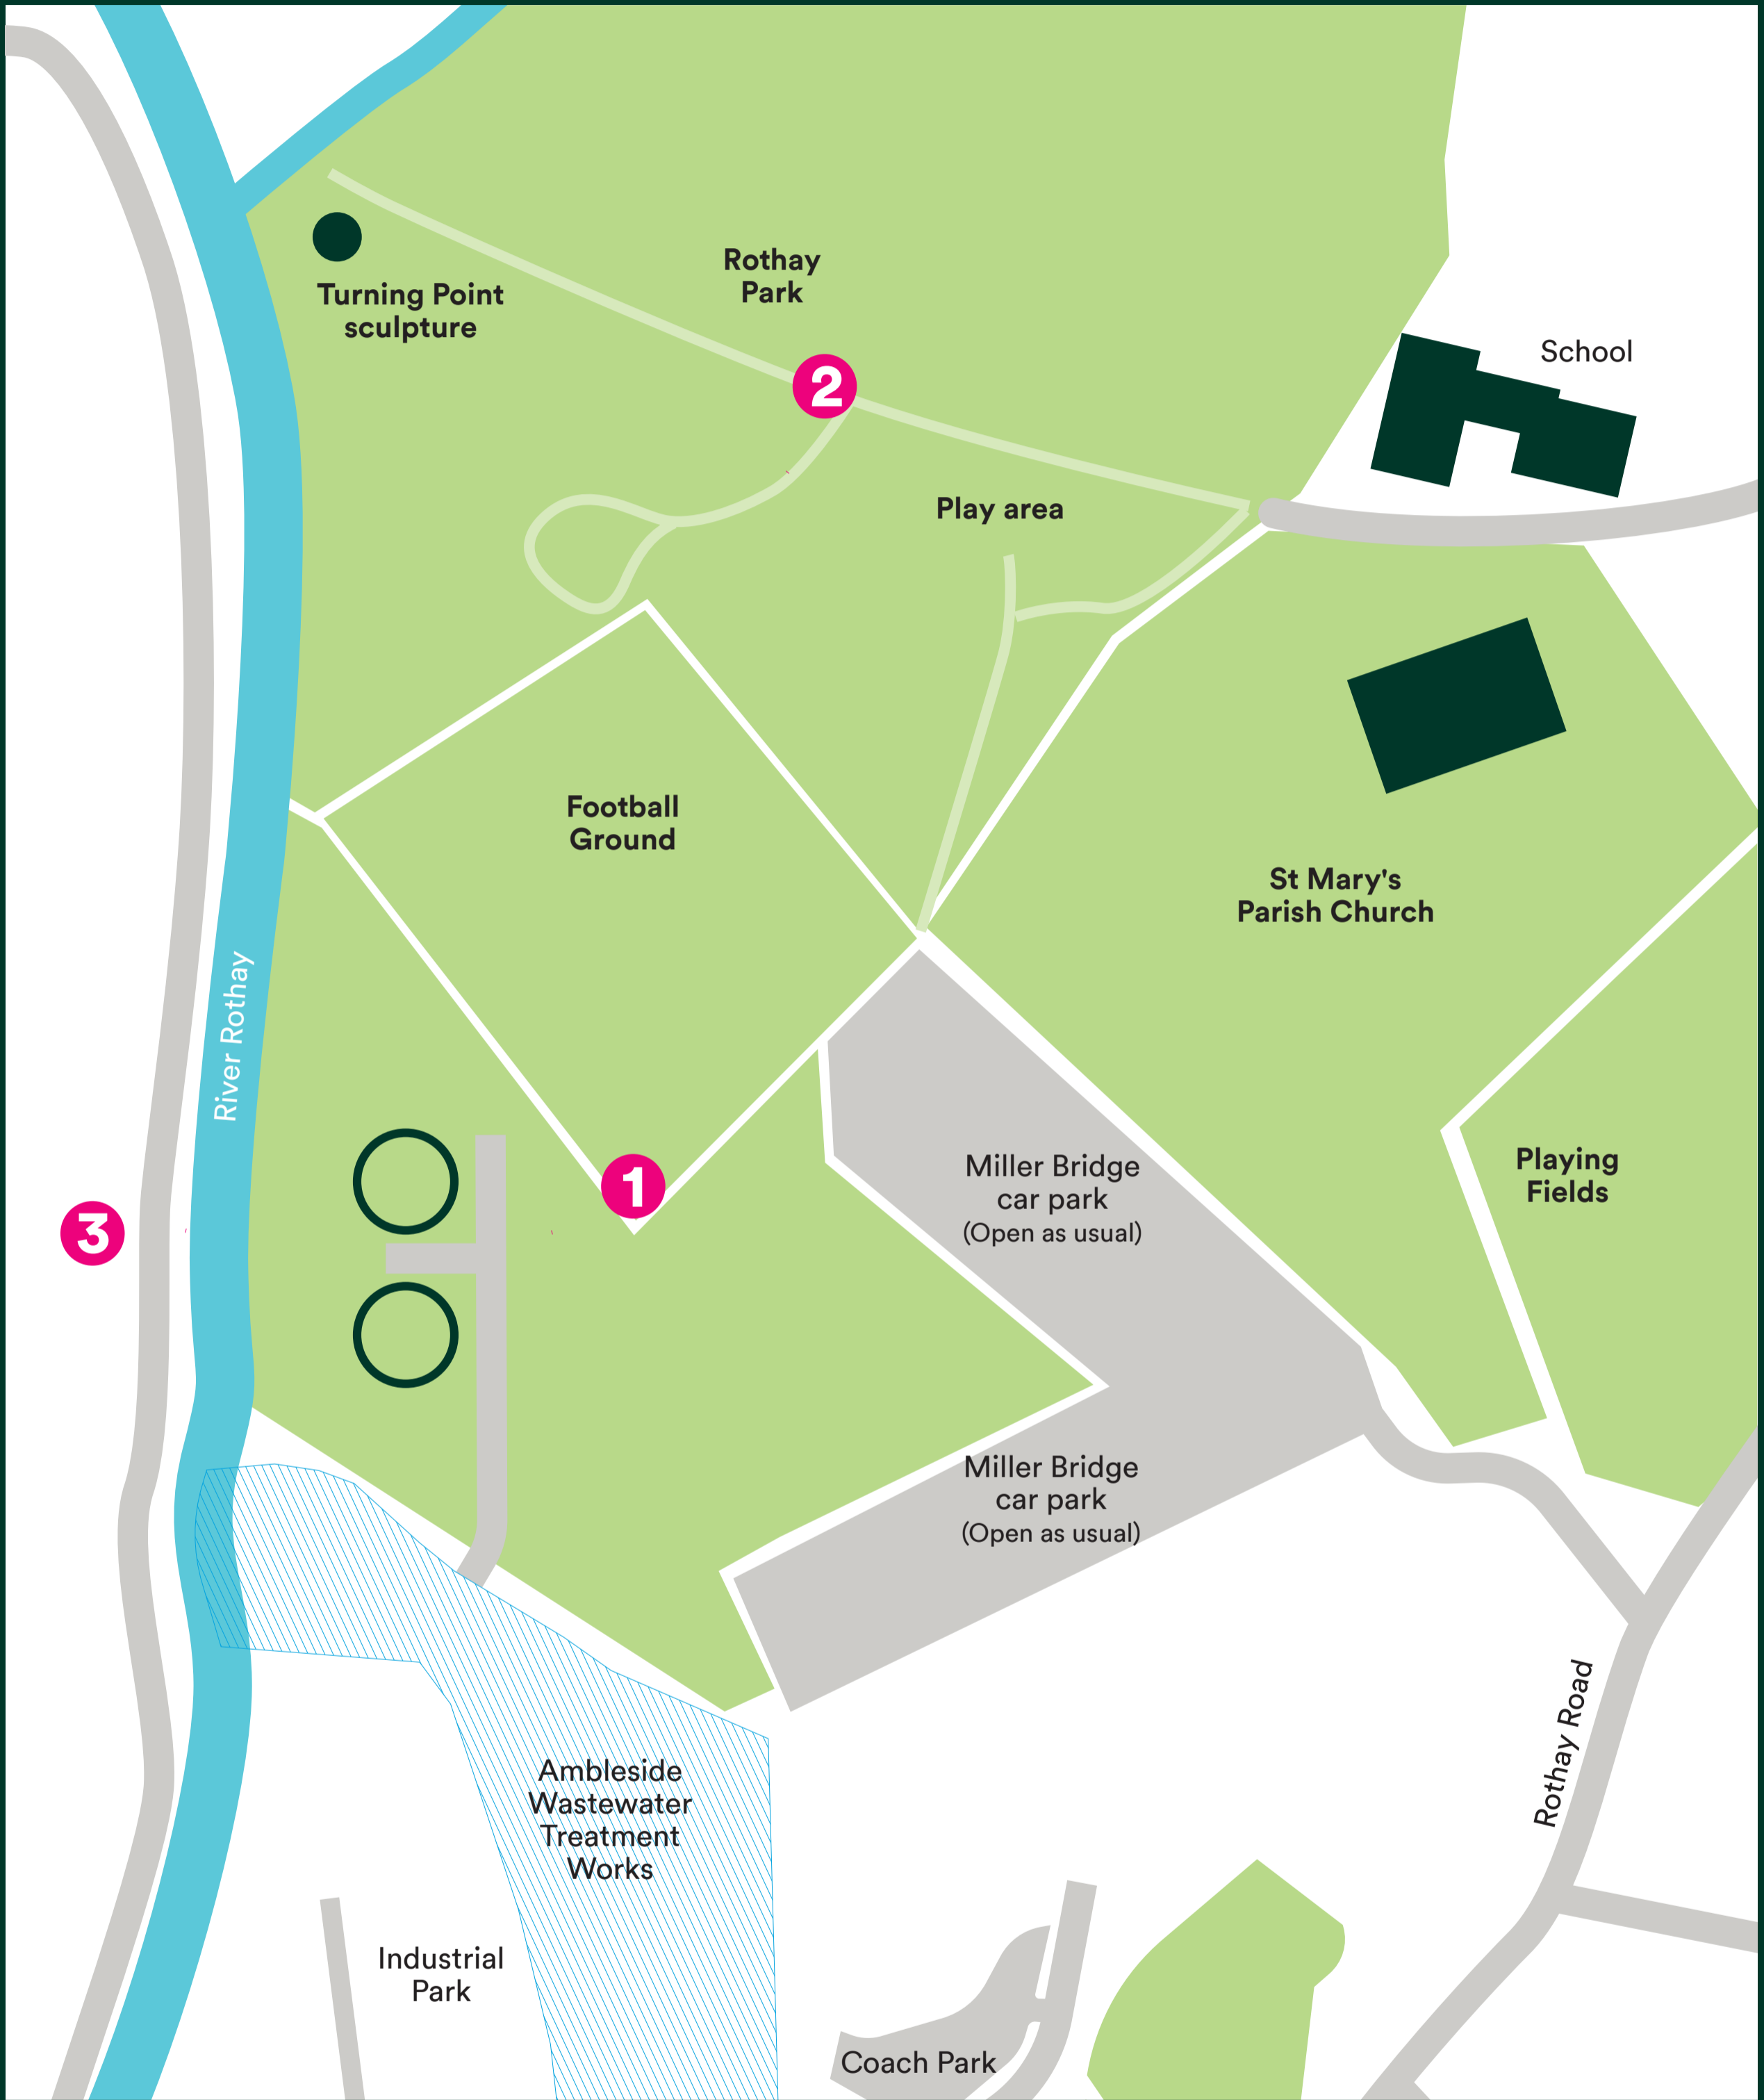 Rothay
Park
Turning Point
sculpture
School
2
Play area
Football
Ground
St Mary's
Parish Church
River Rothay
Miller Bridge
car park
(Open as usual)
Playing
Fields
1
3
Miller Bridge
car park
(Open as usual)
Rothay Road
Ambleside
Wastewater
Treatment
Works
Industrial
Park
Coach Park